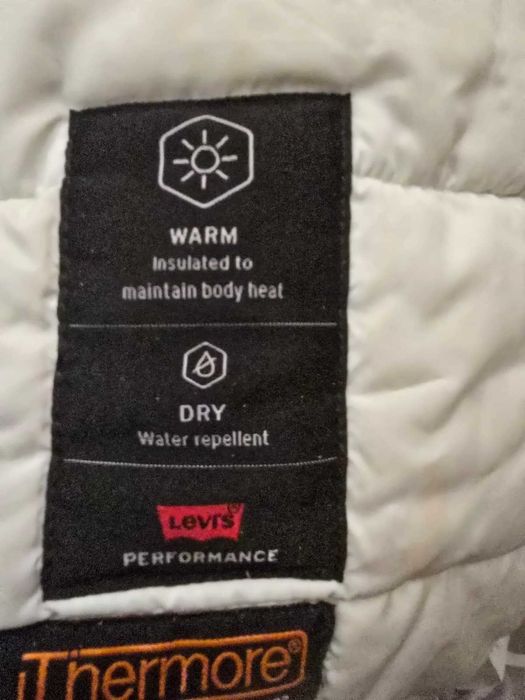 WARM
Insulated to
maintain body heat
DRY
Water repellent
Levi's®
PERFORMANCE
Thermore®